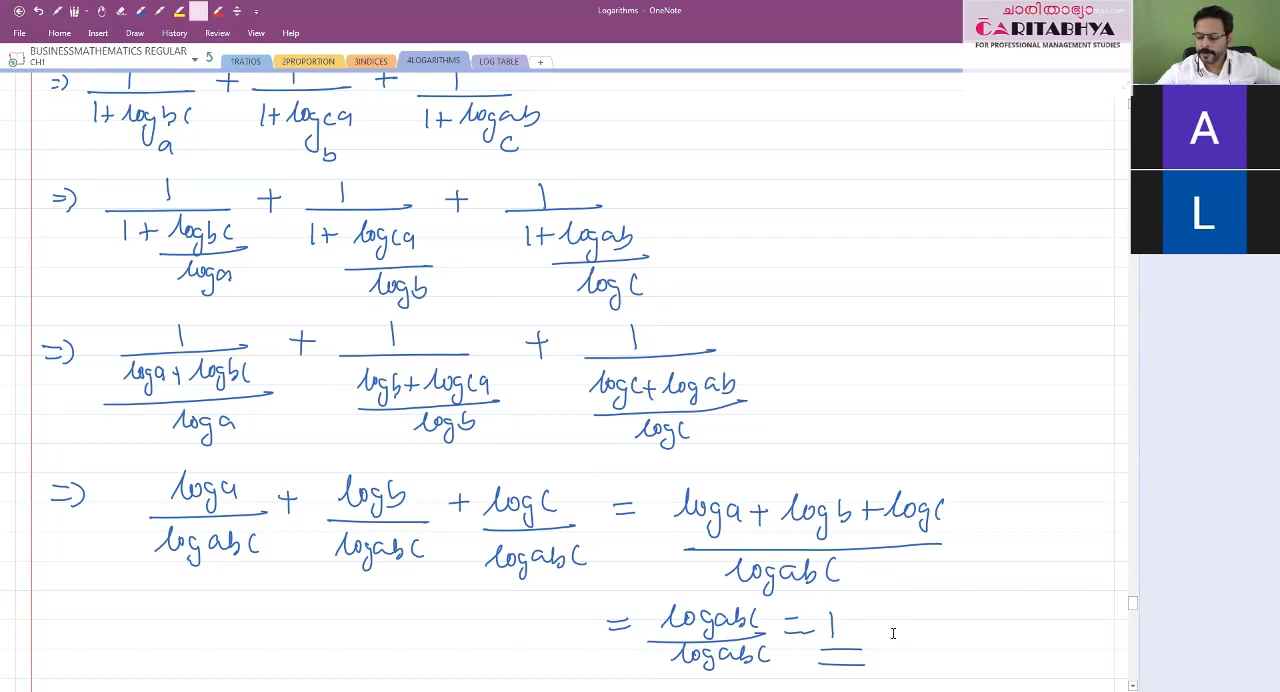 Logarithms - OneNote
ചാരിതാഭ്യാ
CARITABHYA
FOR PROFESSIONAL MANAGEMENT STUDIES
File Home Insert Draw History Review View Help
BUSINESSMATHEMATICS REGULAR
CH1
1RATIOS 2PROPORTION 3INDICES 4LOGARITHMS LOG TABLE +
A
L
=) 1/(1+log_a bc) + 1/(1+log_b ca) + 1/(1+log_c ab)
=) 1/(1+ logbc/loga) + 1/(1+ logca/logb) + 1/(1+ logab/logc)
=) 1/((loga + logbc)/loga) + 1/((logb + logca)/logb) + 1/((logc + logab)/logc)
=) loga/logabc + logb/logabc + logc/logabc = (loga + logb + logc)/logabc
= logabc/logabc = 1